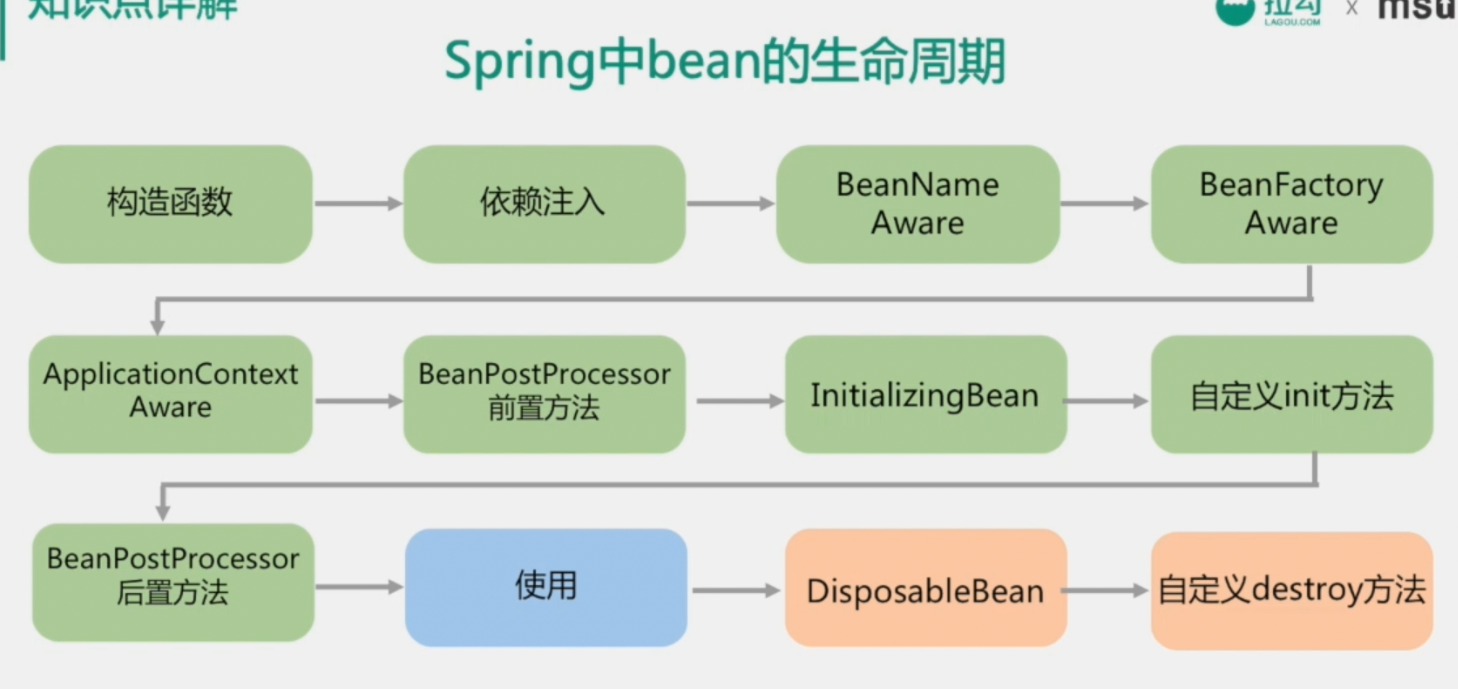 知识点详解
拉勾 x msb
LAGOU.COM
Spring中bean的生命周期
构造函数
依赖注入
BeanName
Aware
BeanFactory
Aware
ApplicationContext
Aware
BeanPostProcessor
前置方法
InitializingBean
自定义init方法
BeanPostProcessor
后置方法
使用
DisposableBean
自定义destroy方法